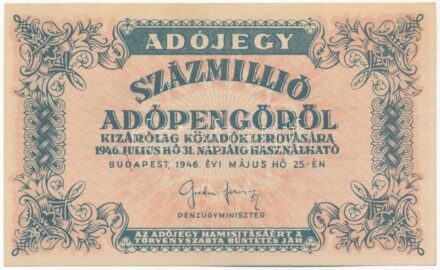 ADÓJEGY
SZÁZMILLIÓ
ADÓPENGŐRŐL
KIZÁRÓLAG KÖZADÓK LEROVÁSÁRA
1946. JULIUS HÓ 31. NAPJÁIG HASZNÁLHATÓ
BUDAPEST, 1946. ÉVI MÁJUS HÓ 25.-ÉN
PÉNZÜGYMINISZTER
AZ ADÓJEGY HAMISITÁSÁÉRT A
TÖRVÉNYSZABTA BÜNTETÉS JÁR